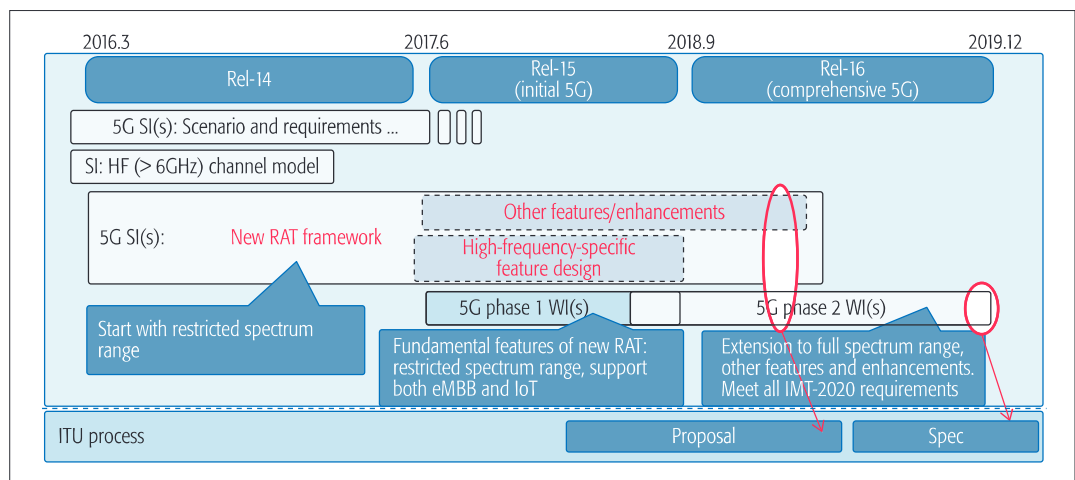 2016.3
2017.6
2018.9
2019.12
Rel-14
Rel-15
(initial 5G)
Rel-16
(comprehensive 5G)
5G SI(s): Scenario and requirements ...
SI: HF (> 6GHz) channel model
Other features/enhancements
5G SI(s):
New RAT framework
High-frequency-specific
feature design
5G phase 1 WI(s)
5G phase 2 WI(s)
Start with restricted spectrum
range
Fundamental features of new RAT:
restricted spectrum range, support
both eMBB and IoT
Extension to full spectrum range,
other features and enhancements.
Meet all IMT-2020 requirements
ITU process
Proposal
Spec